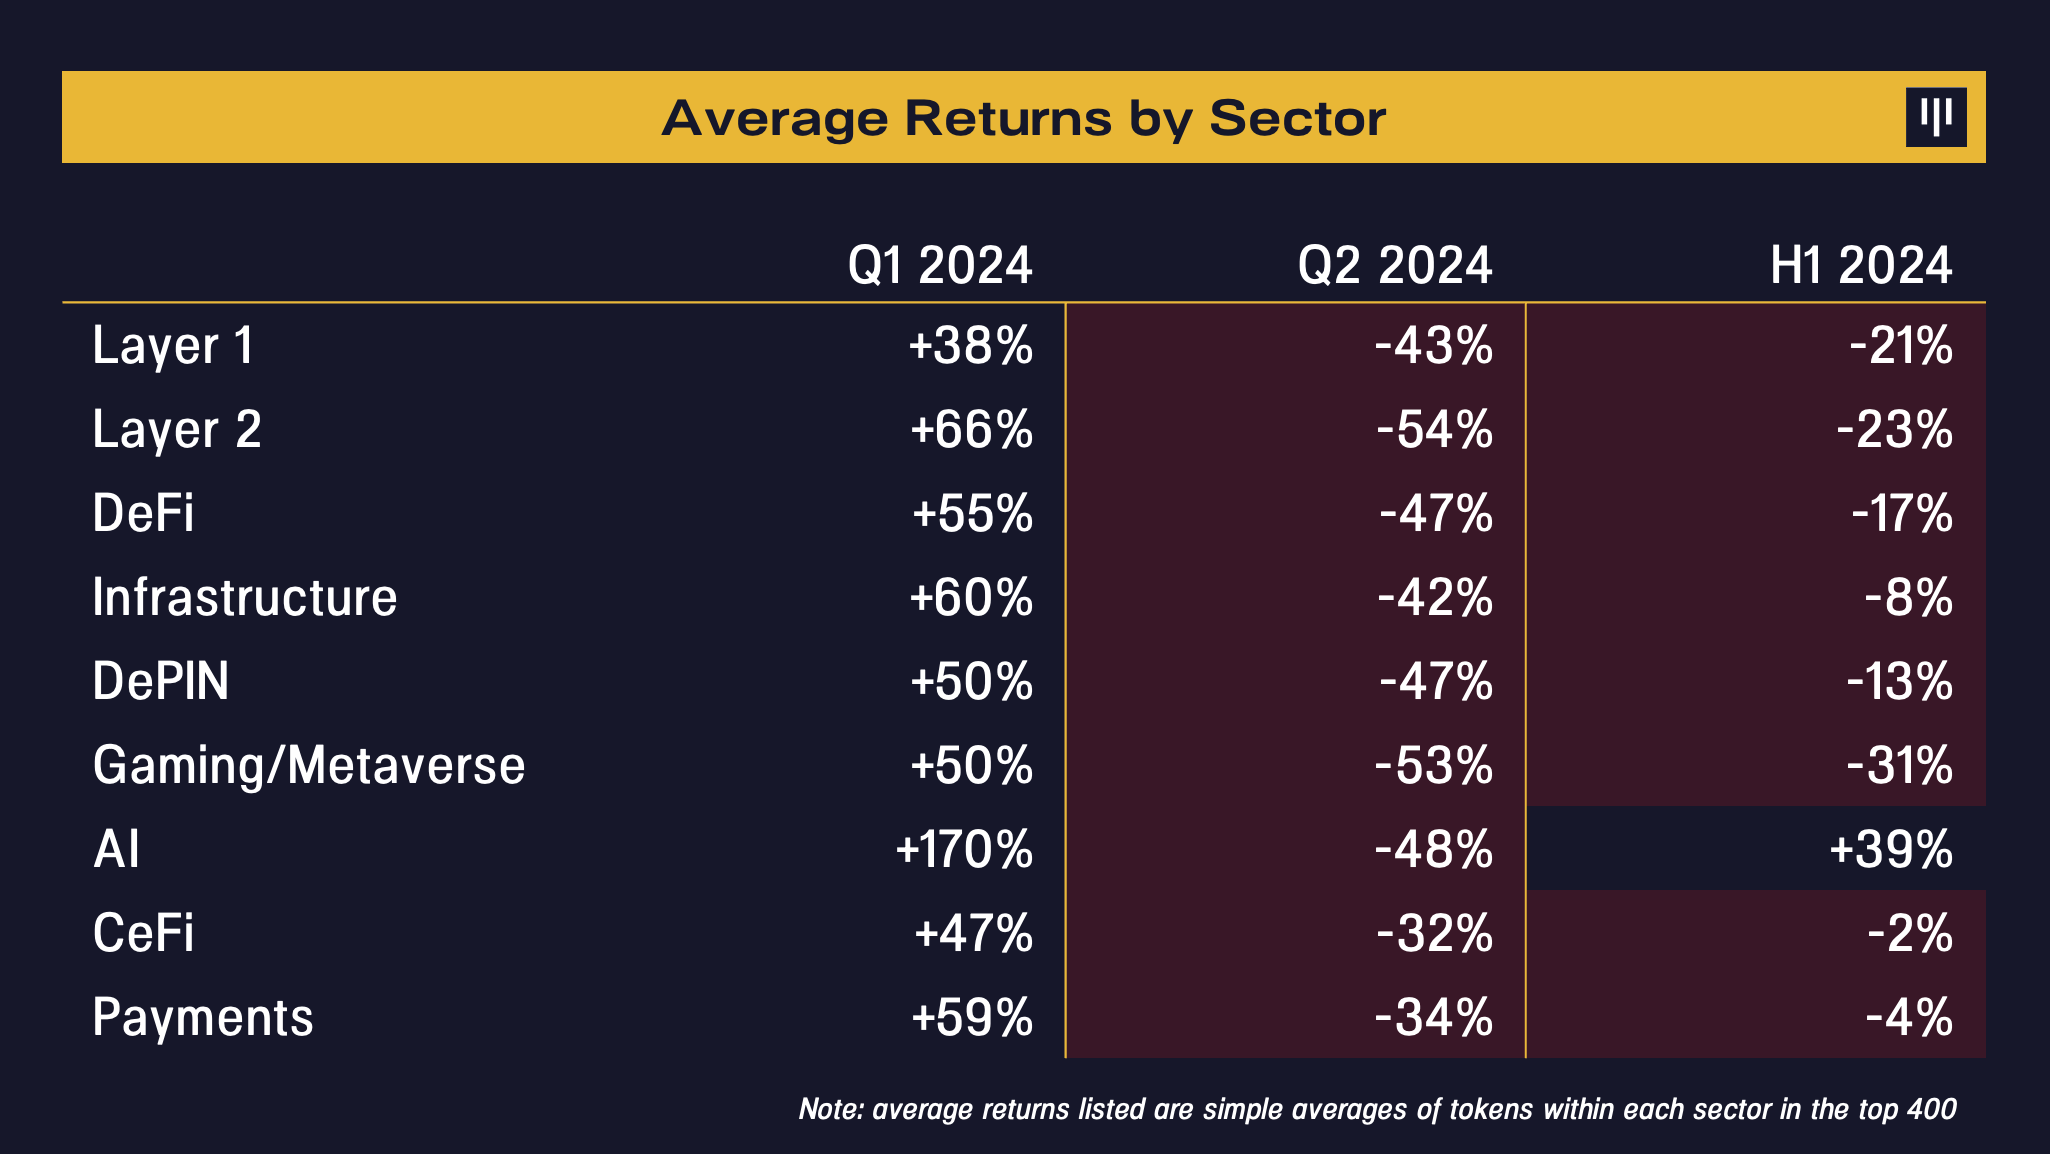 Average Returns by Sector
Q1 2024 Q2 2024 H1 2024
Layer 1 +38% -43% -21%
Layer 2 +66% -54% -23%
DeFi +55% -47% -17%
Infrastructure +60% -42% -8%
DePIN +50% -47% -13%
Gaming/Metaverse +50% -53% -31%
AI +170% -48% +39%
CeFi +47% -32% -2%
Payments +59% -34% -4%
Note: average returns listed are simple averages of tokens within each sector in the top 400